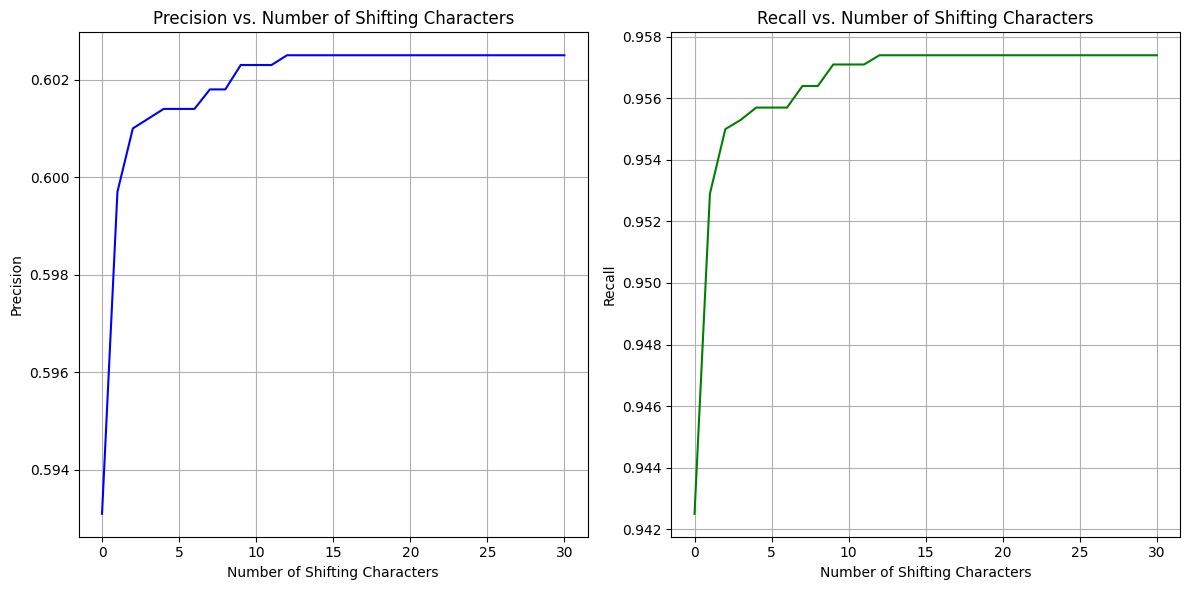 Precision vs. Number of Shifting Characters
0.602
0.600
0.598
0.596
0.594
Precision
0 5 10 15 20 25 30
Number of Shifting Characters
Recall vs. Number of Shifting Characters
0.958
0.956
0.954
0.952
0.950
0.948
0.946
0.944
0.942
Recall
0 5 10 15 20 25 30
Number of Shifting Characters